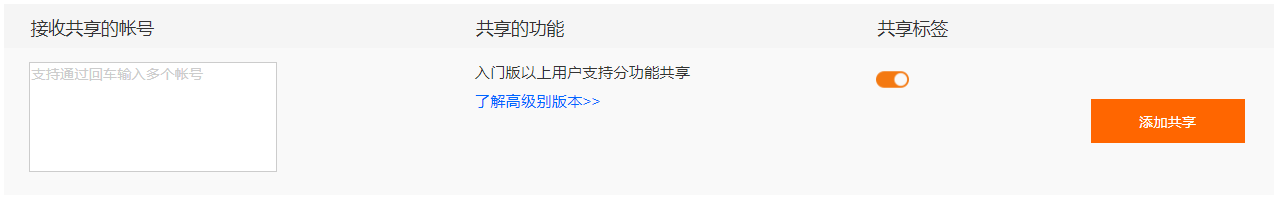 接收共享的帐号
共享的功能
共享标签
支持通过回车输入多个帐号
入门版以上用户支持分功能共享
了解高级别版本>>
添加共享